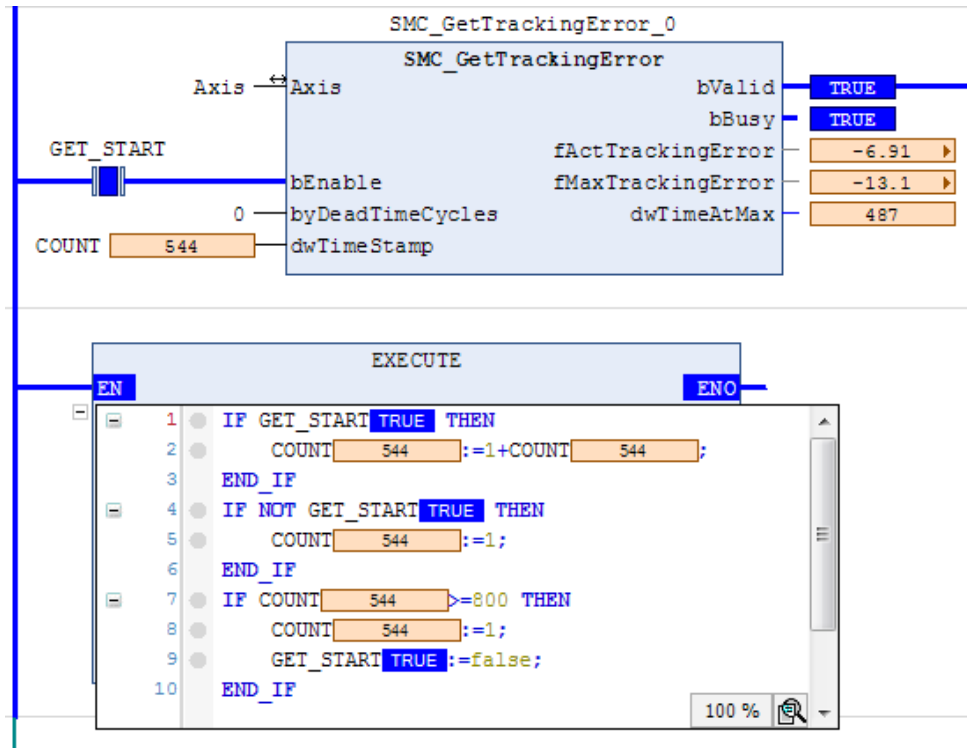 SMC_GetTrackingError_0
SMC_GetTrackingError
Axis Axis bValid TRUE
bBusy TRUE
GET_START fActTrackingError -6.91
bEnable fMaxTrackingError -13.1
0 byDeadTimeCycles dwTimeAtMax 487
COUNT 544 dwTimeStamp
EXECUTE
EN ENO
1 IF GET_START TRUE THEN
2 COUNT 544 :=1+COUNT 544 ;
3 END_IF
4 IF NOT GET_START TRUE THEN
5 COUNT 544 :=1;
6 END_IF
7 IF COUNT 544 >=800 THEN
8 COUNT 544 :=1;
9 GET_START TRUE :=false;
10 END_IF
100 %